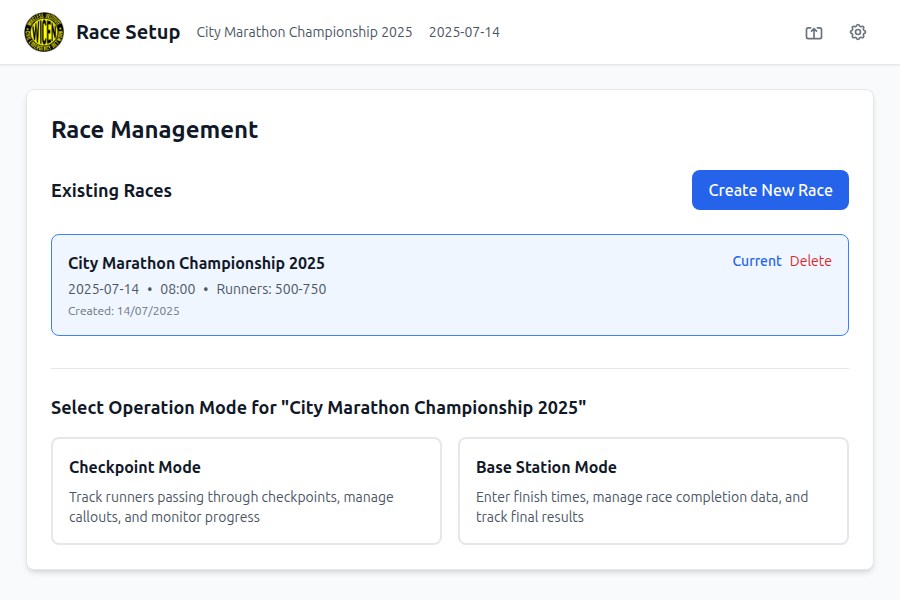 WICEN
Race Setup City Marathon Championship 2025 2025-07-14
Race Management
Existing Races
Create New Race
City Marathon Championship 2025
Current Delete
2025-07-14 • 08:00 • Runners: 500-750
Created: 14/07/2025
Select Operation Mode for "City Marathon Championship 2025"
Checkpoint Mode
Track runners passing through checkpoints, manage
callouts, and monitor progress
Base Station Mode
Enter finish times, manage race completion data, and
track final results